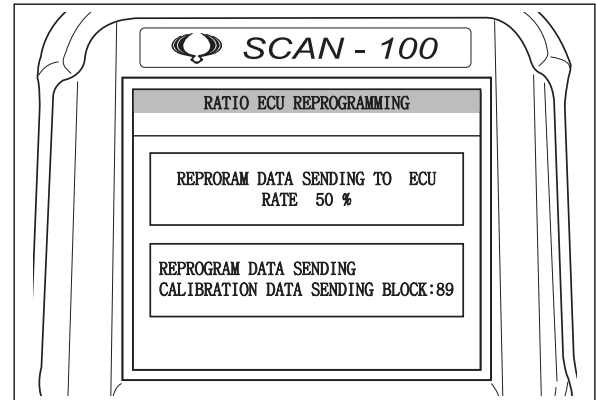 SCAN - 100
RATIO ECU REPROGRAMMING
REPRORAM DATA SENDING TO ECU
RATE 50 %
REPROGRAM DATA SENDING
CALIBRATION DATA SENDING BLOCK:89